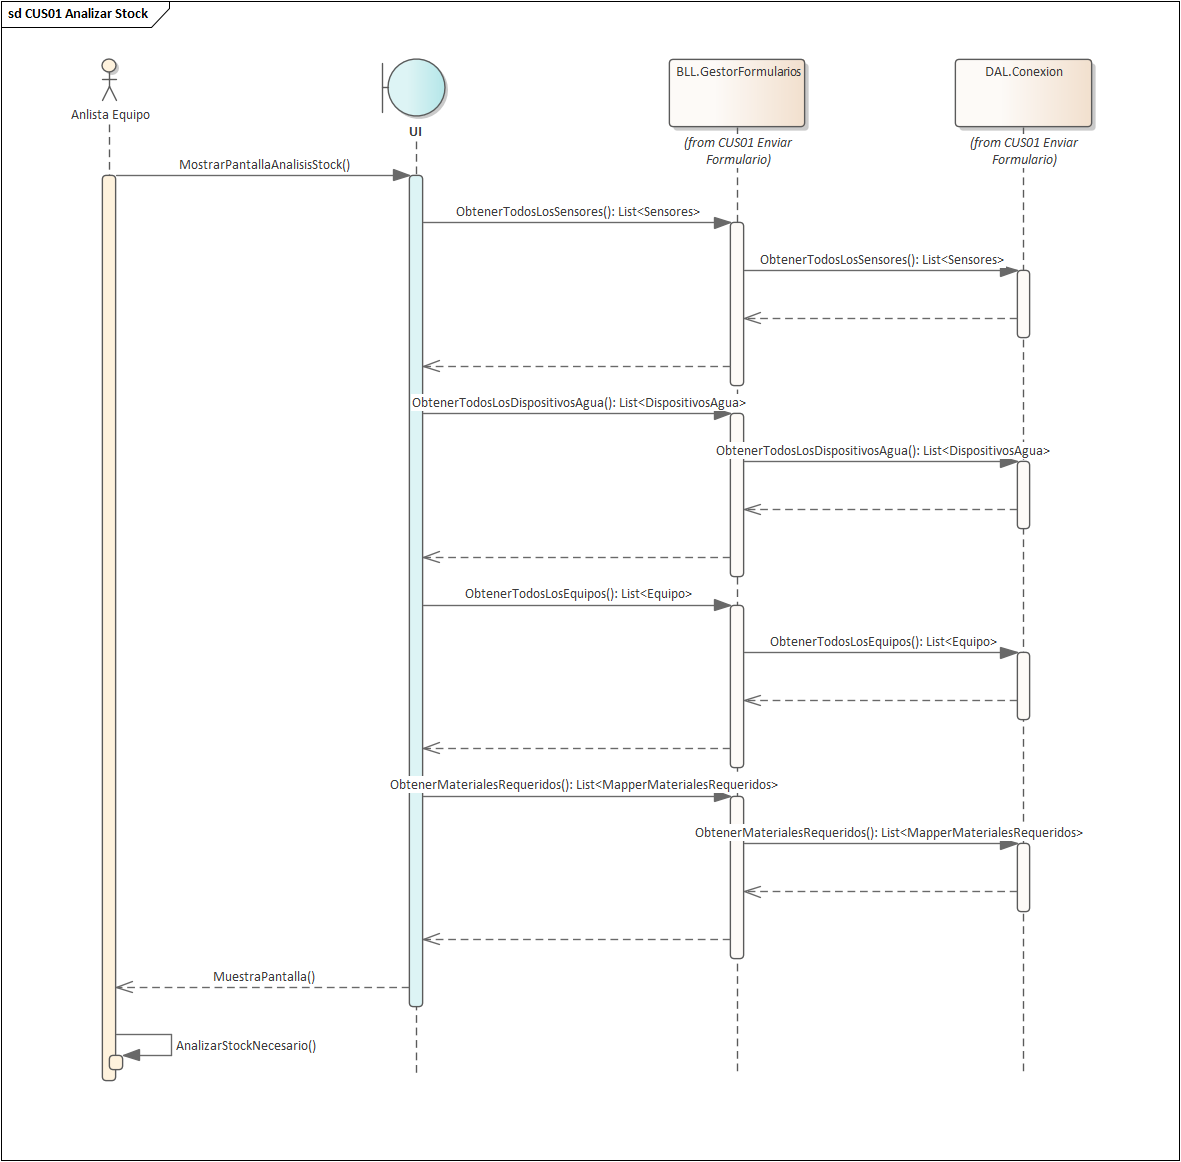 sd CUS01 Analizar Stock
Anlista Equipo
UI
BLL.GestorFormularios
(from CUS01 Enviar
Formulario)
DAL.Conexion
(from CUS01 Enviar
Formulario)
MostrarPantallaAnalisisStock()
ObtenerTodosLosSensores(): List<Sensores>
ObtenerTodosLosSensores(): List<Sensores>
ObtenerTodosLosDispositivosAgua(): List<DispositivosAgua>
ObtenerTodosLosDispositivosAgua(): List<DispositivosAgua>
ObtenerTodosLosEquipos(): List<Equipo>
ObtenerTodosLosEquipos(): List<Equipo>
ObtenerMaterialesRequeridos(): List<MapperMaterialesRequeridos>
ObtenerMaterialesRequeridos(): List<MapperMaterialesRequeridos>
MuestraPantalla()
AnalizarStockNecesario()